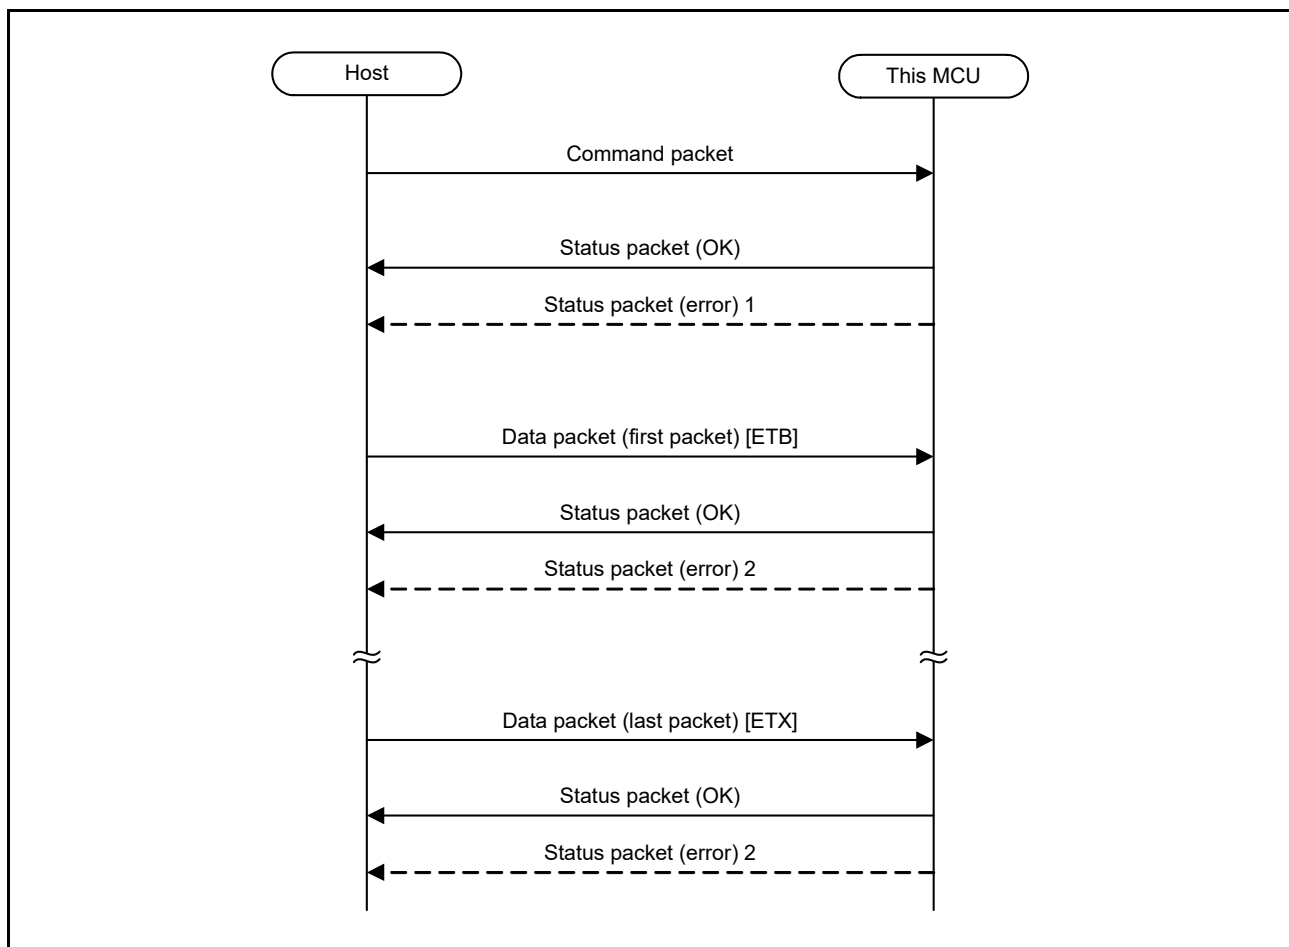 Host
This MCU
Command packet
Status packet (OK)
Status packet (error) 1
Data packet (first packet) [ETB]
Status packet (OK)
Status packet (error) 2
Data packet (last packet) [ETX]
Status packet (OK)
Status packet (error) 2